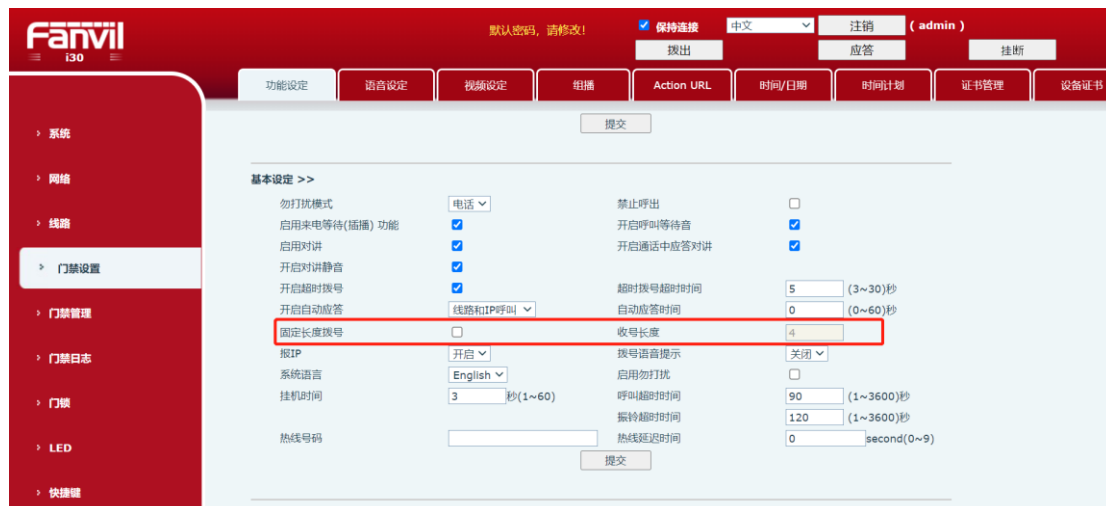 Fanvil
i30
默认密码，请修改!
保持连接
中文
注销
( admin )
拨出
应答
挂断
功能设定
语音设定
视频设定
组播
Action URL
时间/日期
时间计划
证书管理
设备证书
› 系统
› 网络
› 线路
› 门禁设置
› 门禁管理
› 门禁日志
› 门锁
› LED
› 快捷键
提交
基本设定 >>
勿打扰模式 电话 禁止呼出
启用来电等待(插播) 功能 开启呼叫等待音
启用对讲 开启通话中应答对讲
开启对讲静音
开启超时拨号 超时拨号超时时间 5 (3~30)秒
开启自动应答 线路和IP呼叫 自动应答时间 0 (0~60)秒
固定长度拨号 收号长度 4
报IP 开启 拨号语音提示 关闭
系统语言 English 启用勿打扰
挂机时间 3 秒(1~60) 呼叫超时时间 90 (1~3600)秒
振铃超时时间 120 (1~3600)秒
热线号码 热线延迟时间 0 second(0~9)
提交